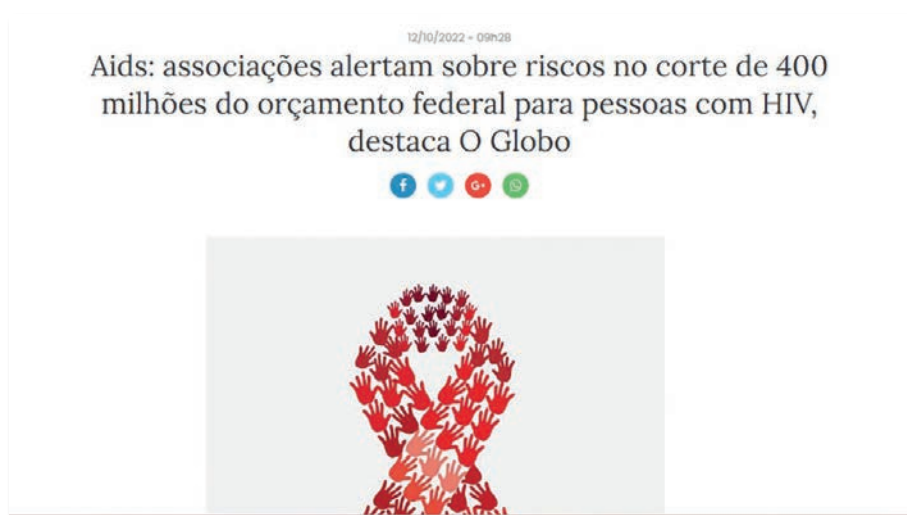 12/10/2022 - 09h28
Aids: associações alertam sobre riscos no corte de 400
milhões do orçamento federal para pessoas com HIV,
destaca O Globo
f
G+